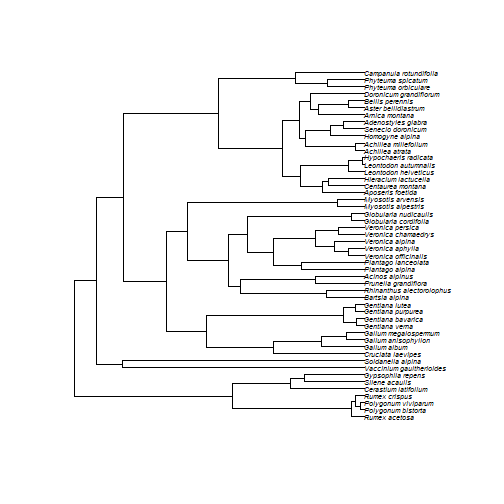 Campanula rotundifolia
Phyteuma spicatum
Phyteuma orbiculare
Doronicum grandiflorum
Bellis perennis
Aster bellidiastrum
Arnica montana
Adenostyles glabra
Senecio doronicum
Homogyne alpina
Achillea millefolium
Achillea atrata
Hypochaeris radicata
Leontodon autumnalis
Leontodon helveticus
Hieracium lactucella
Centaurea montana
Aposeris foetida
Myosotis arvensis
Myosotis alpestris
Globularia nudicaulis
Globularia cordifolia
Veronica persica
Veronica chamaedrys
Veronica alpina
Veronica aphylla
Veronica officinalis
Plantago lanceolata
Plantago alpina
Acinos alpinus
Prunella grandiflora
Rhinanthus alectorolophus
Bartsia alpina
Gentiana lutea
Gentiana purpurea
Gentiana bavarica
Gentiana verna
Galium megalospermum
Galium anisophyllon
Galium album
Cruciata laevipes
Soldanella alpina
Vaccinium gaultherioides
Gypsophila repens
Silene acaulis
Cerastium latifolium
Rumex crispus
Polygonum viviparum
Polygonum bistorta
Rumex acetosa